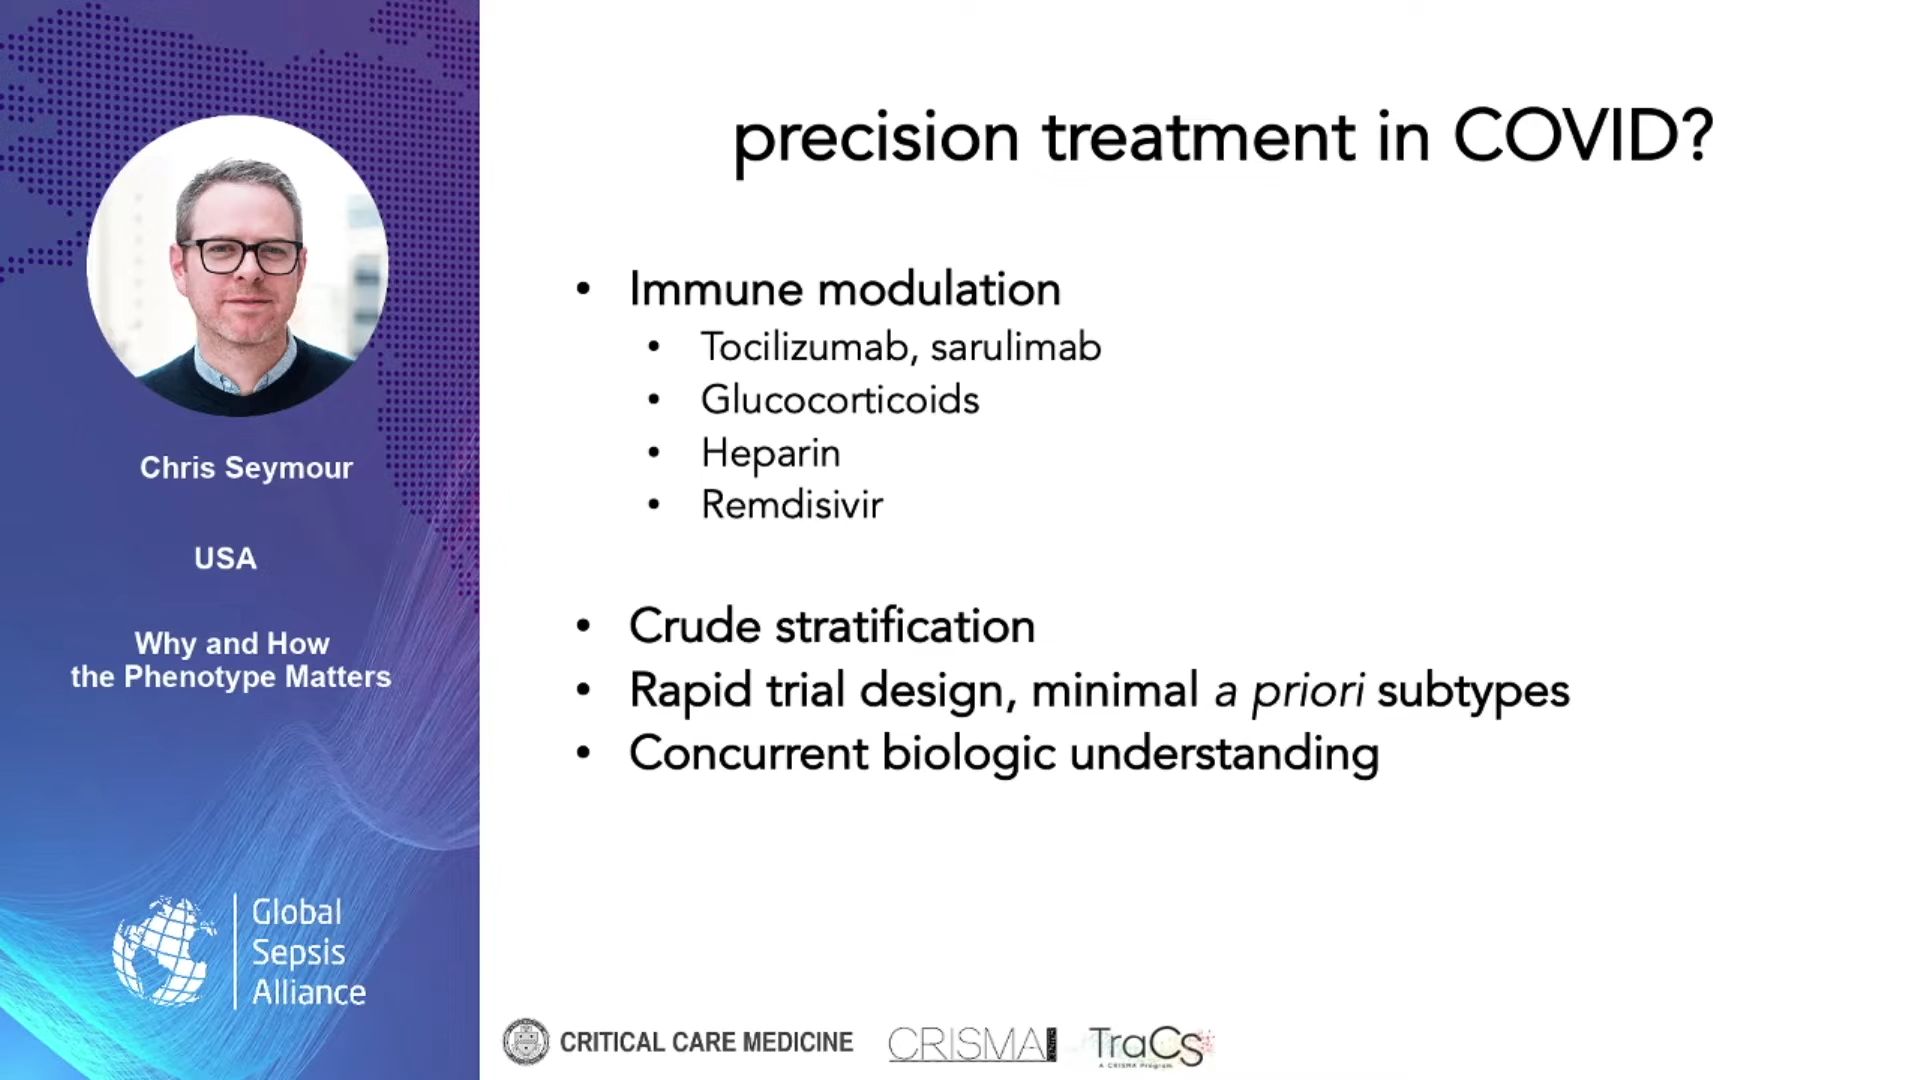 Chris Seymour
USA
Why and How
the Phenotype Matters
Global
Sepsis
Alliance
precision treatment in COVID?
• Immune modulation
• Tocilizumab, sarulimab
• Glucocorticoids
• Heparin
• Remdisivir
• Crude stratification
• Rapid trial design, minimal a priori subtypes
• Concurrent biologic understanding
CRITICAL CARE MEDICINE
CRISMA
TraCs
A CRISMA Program